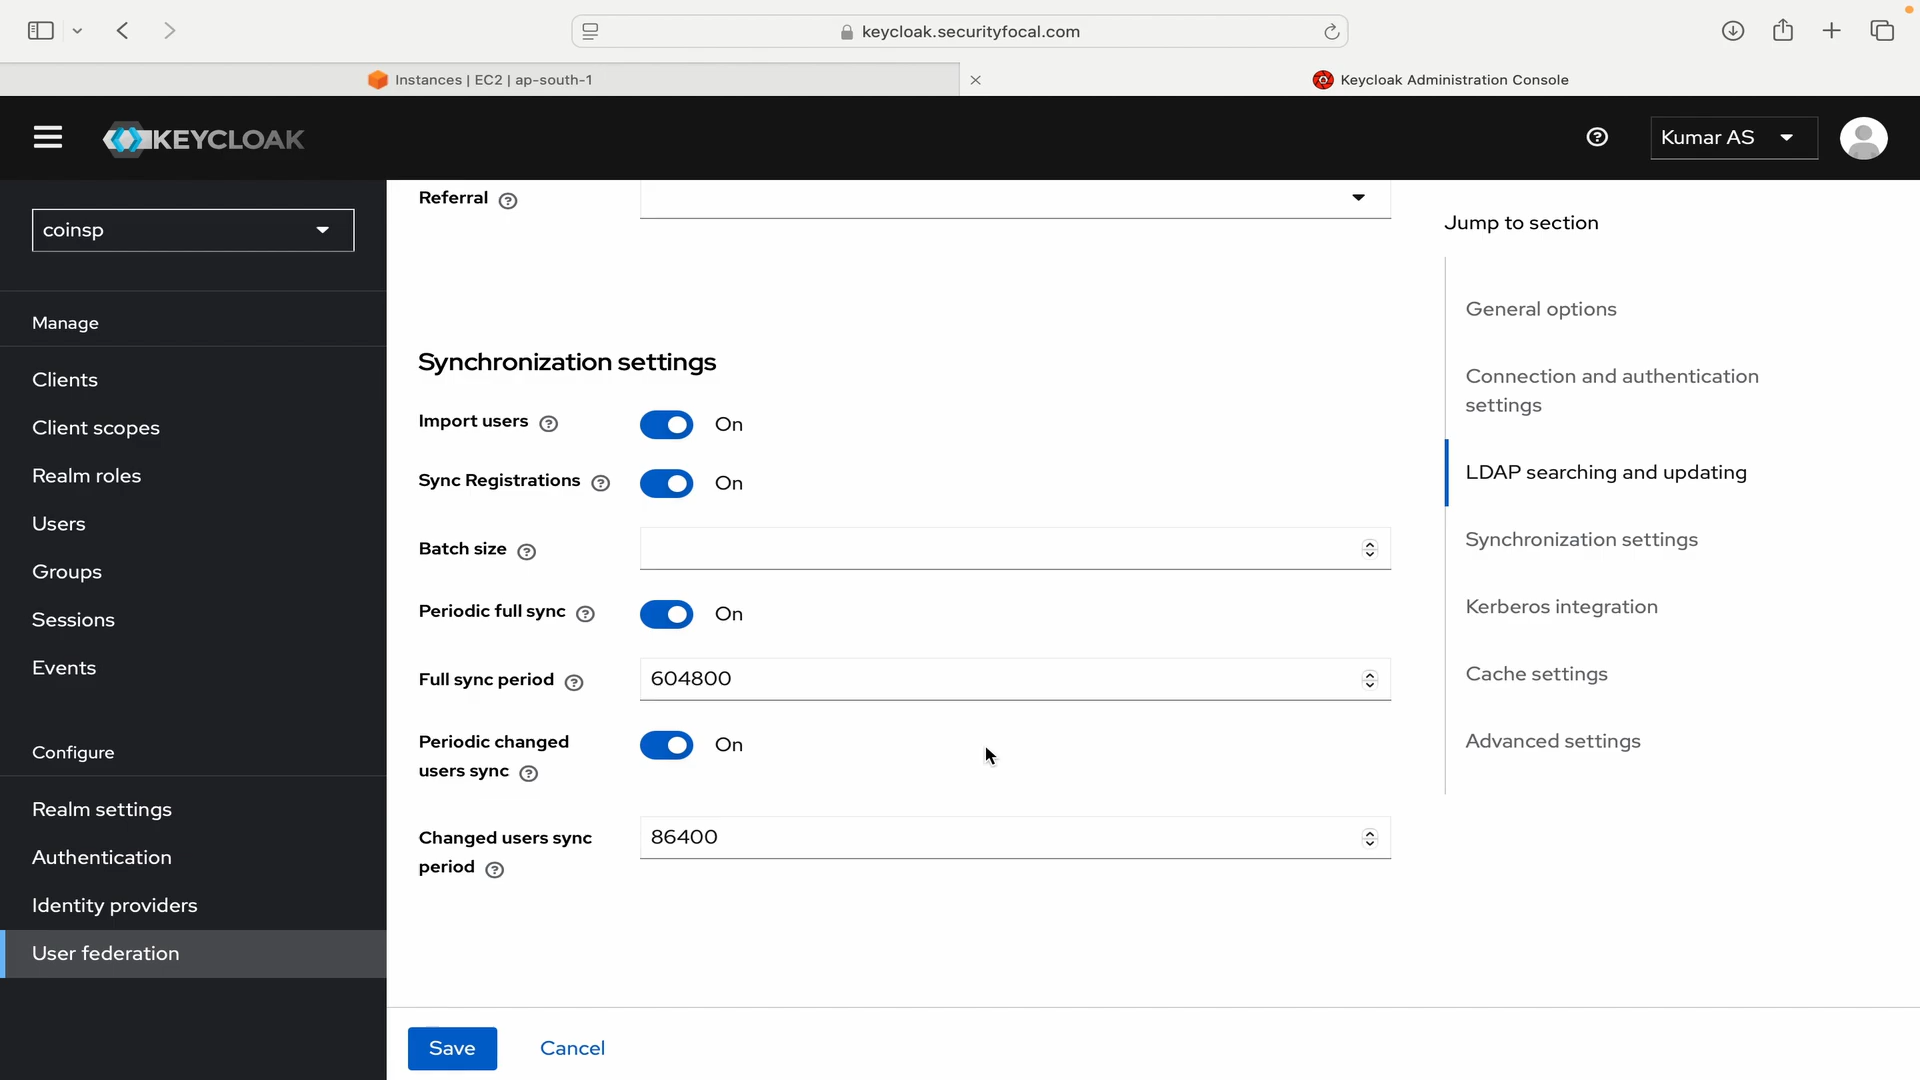 keycloak.securityfocal.com
Instances | EC2 | ap-south-1
Keycloak Administration Console
KEYCLOAK
Kumar AS
coinsp
Manage
Clients
Client scopes
Realm roles
Users
Groups
Sessions
Events
Configure
Realm settings
Authentication
Identity providers
User federation
Referral
Synchronization settings
Import users
On
Sync Registrations
On
Batch size
Periodic full sync
On
Full sync period
604800
Periodic changed
users sync
On
Changed users sync
period
86400
Save
Cancel
Jump to section
General options
Connection and authentication
settings
LDAP searching and updating
Synchronization settings
Kerberos integration
Cache settings
Advanced settings